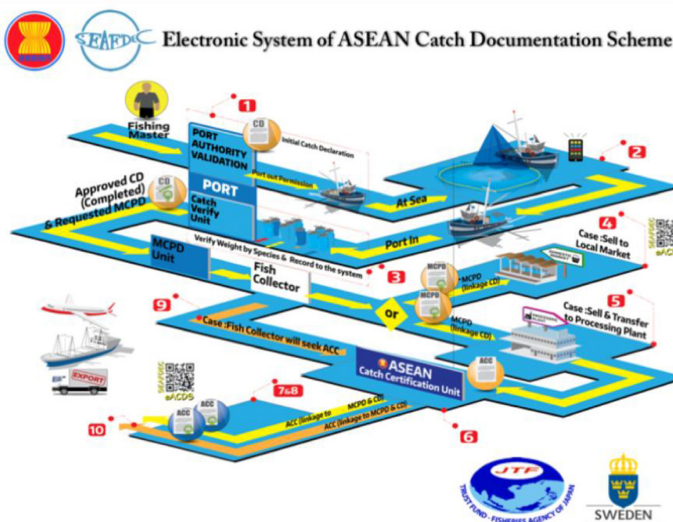 SEAFDEC
Electronic System of ASEAN Catch Documentation Scheme
1
Fishing
Master
PORT
AUTHORITY
VALIDATION
CD
Initial Catch Declaration
Port out Permission
2
At Sea
Approved CD
(Completed)
& Requested MCPD
CD
PORT
Catch
Verify
Unit
Port In
4
Case :Sell to
Local Market
SEAFDEC
eACDS
Verify Weight by Species & Record to the system
3
MCPD
Unit
Fish
Collector
or
MCPD
MCPD
(linkage CD)
MCPD
MCPD
(linkage CD)
5
Case :Sell & Transfer
to Processing Plant
9
Case :Fish Collector will seek ACC
ASEAN
Catch Certification Unit
ACC
EXPORT
SEAFDEC
eACDS
7&8
ACC
ACC
10
ACC (linkage to MCPD & CD)
ACC (linkage to MCPD & CD)
6
JTF
TRUST FUND - FISHERIES AGENCY OF JAPAN
SWEDEN